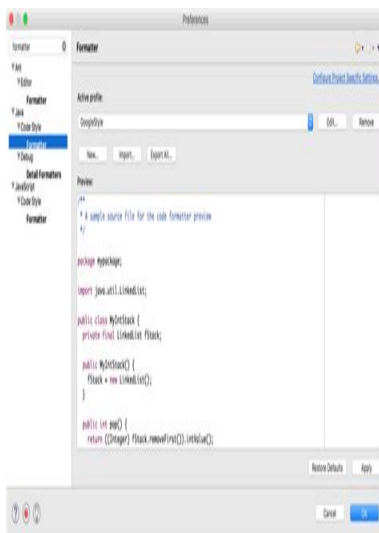 Preferences
formatter
Formatter
Configure Project Specific Settings...
Ant
Editor
Formatter
Java
Code Style
Formatter
Debug
Detail Formatters
JavaScript
Code Style
Formatter
Active profile:
GoogleStyle
Edit...
Remove
New...
Import...
Export All...
Preview:
/**
* A sample source file for the code formatter preview
*/
package mypackage;
import java.util.LinkedList;
public class MyIntStack {
private final LinkedList fStack;
public MyIntStack() {
fStack = new LinkedList();
}
public int pop() {
return ((Integer) fStack.removeFirst()).intValue();
Restore Defaults
Apply
?
Cancel
OK